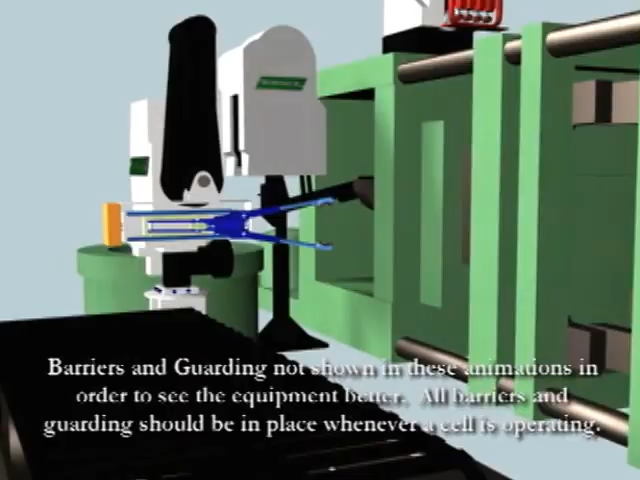 Barriers and Guarding not shown in these animations in
order to see the equipment better.  All barriers and
guarding should be in place whenever a cell is operating.